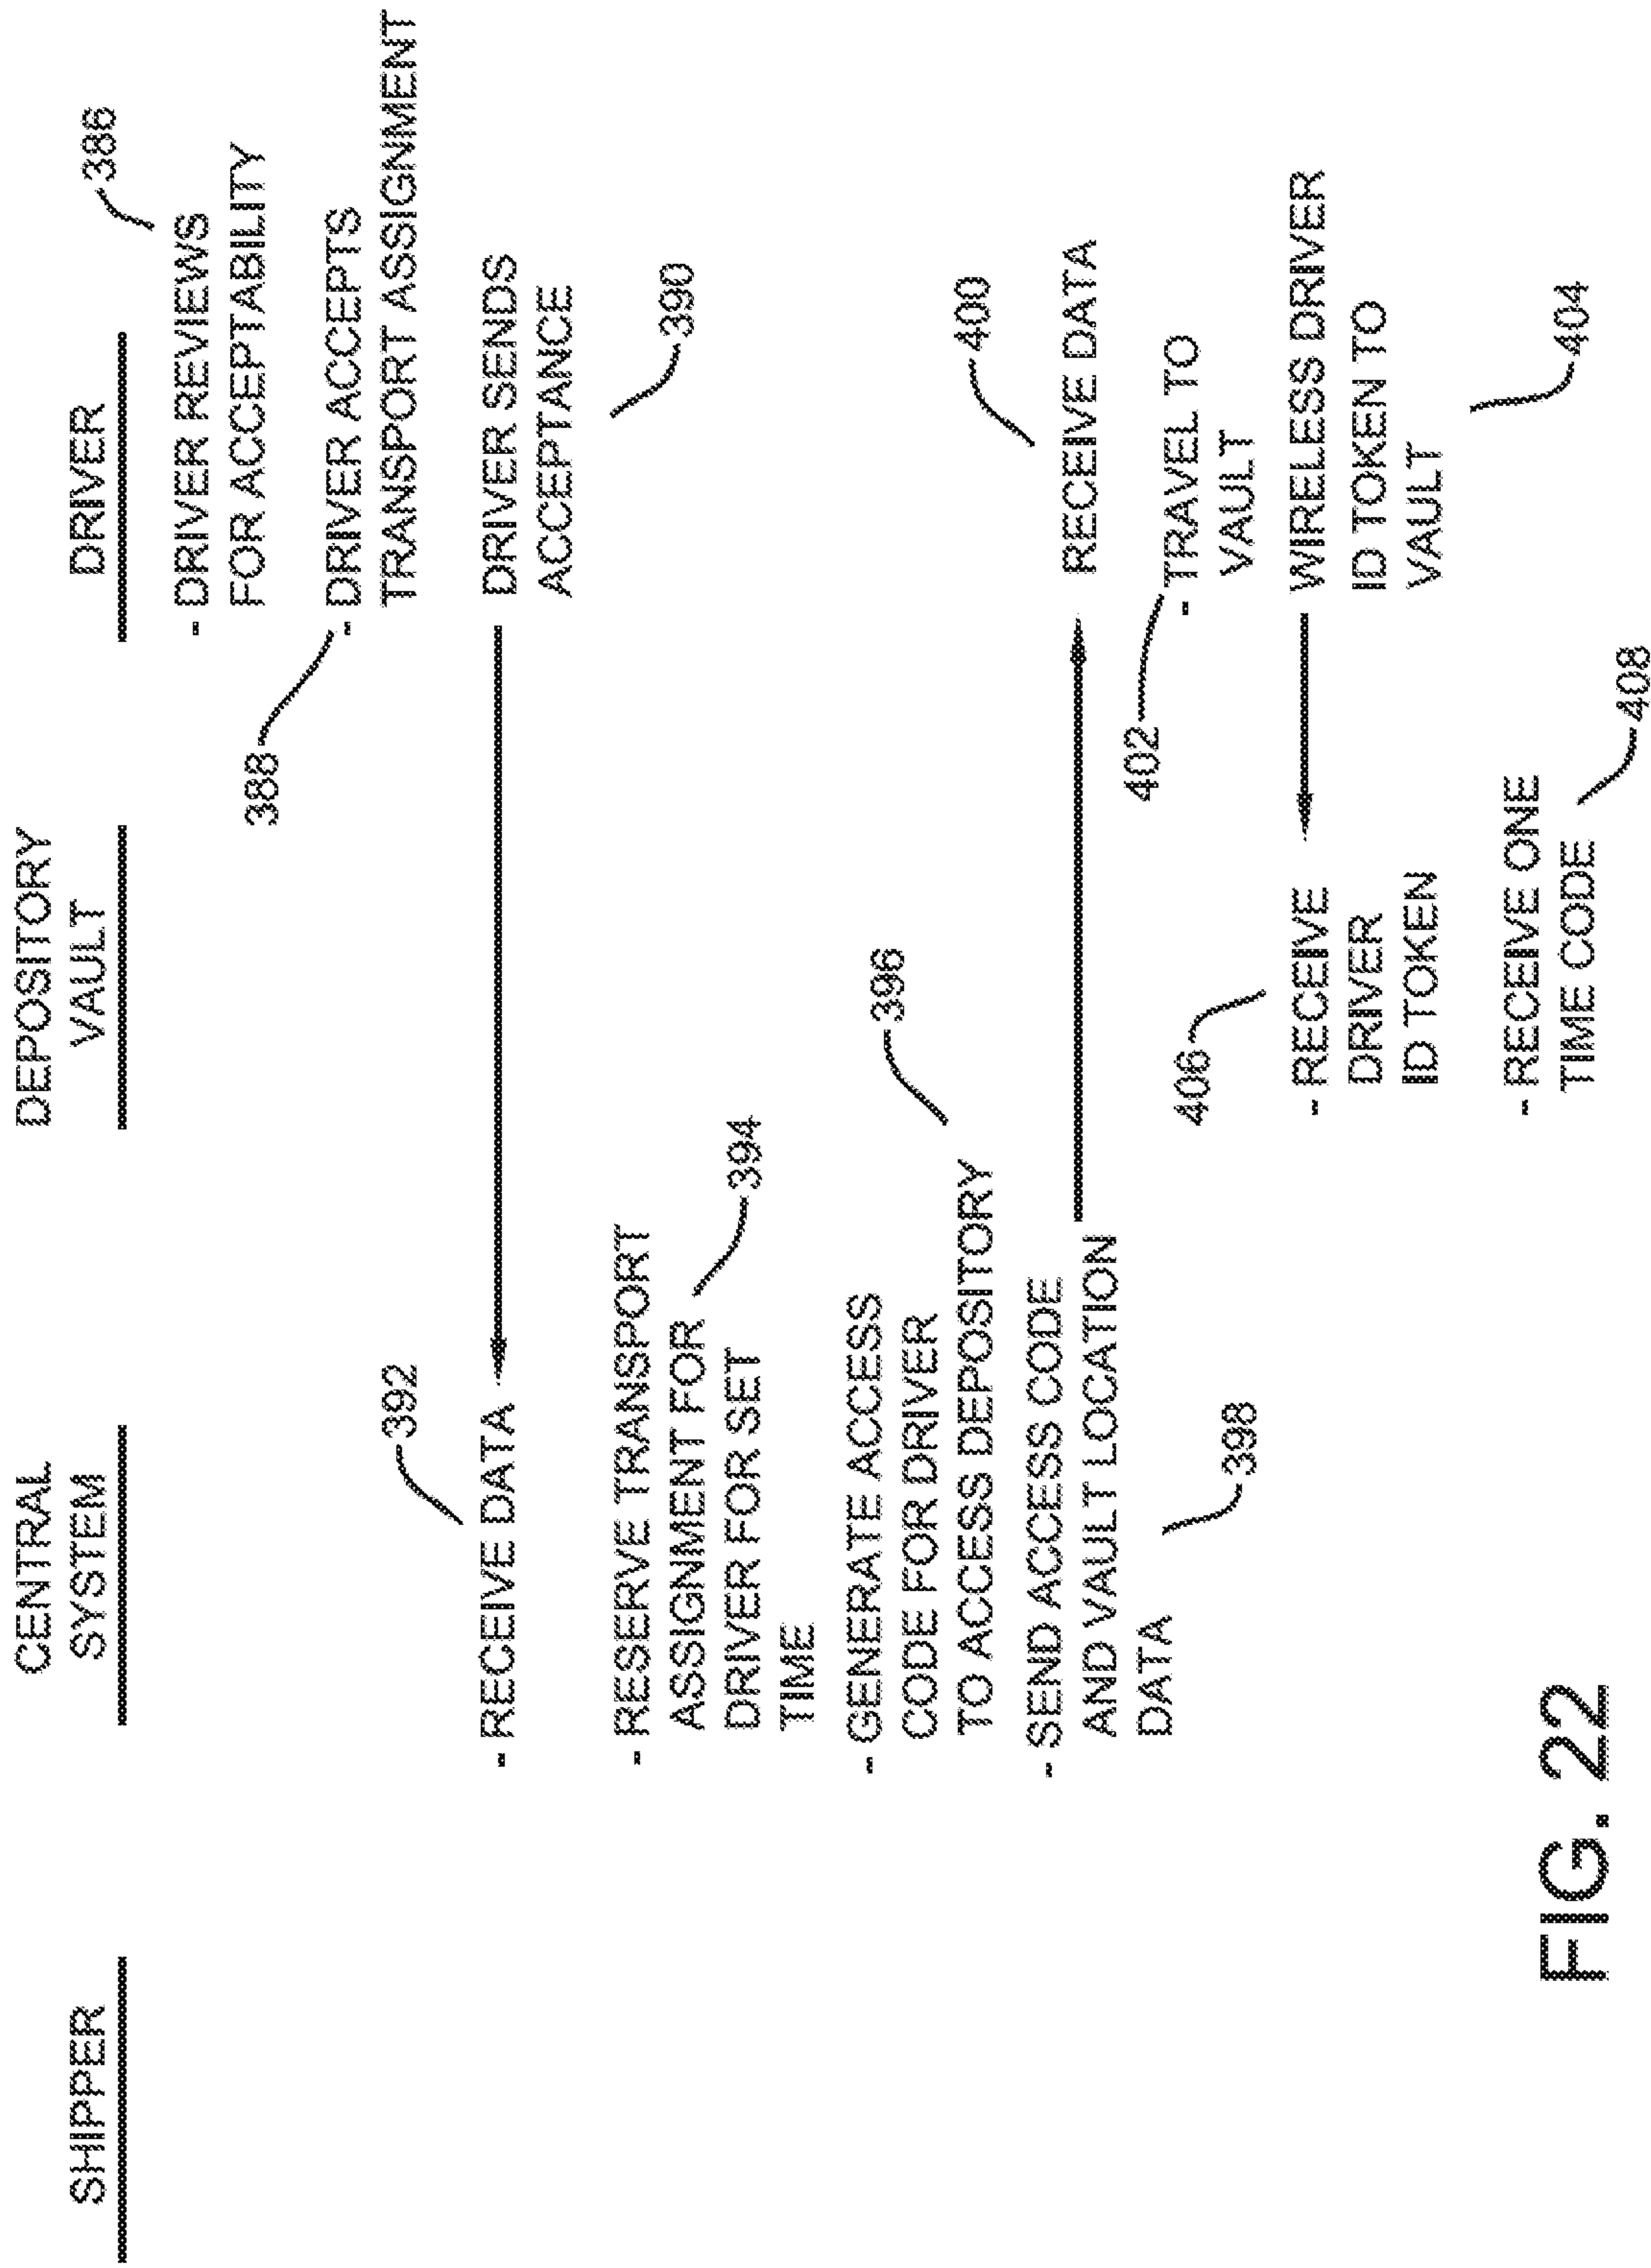 SHIPPER
CENTRAL
SYSTEM
DEPOSITORY
VAULT
DRIVER
- DRIVER REVIEWS
FOR ACCEPTABILITY
386
388
- DRIVER ACCEPTS
TRANSPORT ASSIGNMENT
DRIVER SENDS
ACCEPTANCE
390
392
- RECEIVE DATA
- RESERVE TRANSPORT
ASSIGNMENT FOR
DRIVER FOR SET
TIME
394
- GENERATE ACCESS
CODE FOR DRIVER
TO ACCESS DEPOSITORY
396
- SEND ACCESS CODE
AND VAULT LOCATION
DATA
398
400
RECEIVE DATA
402
- TRAVEL TO
VAULT
WIRELESS DRIVER
ID TOKEN TO
VAULT
404
406
- RECEIVE
DRIVER
ID TOKEN
- RECEIVE ONE
TIME CODE
408
FIG. 22